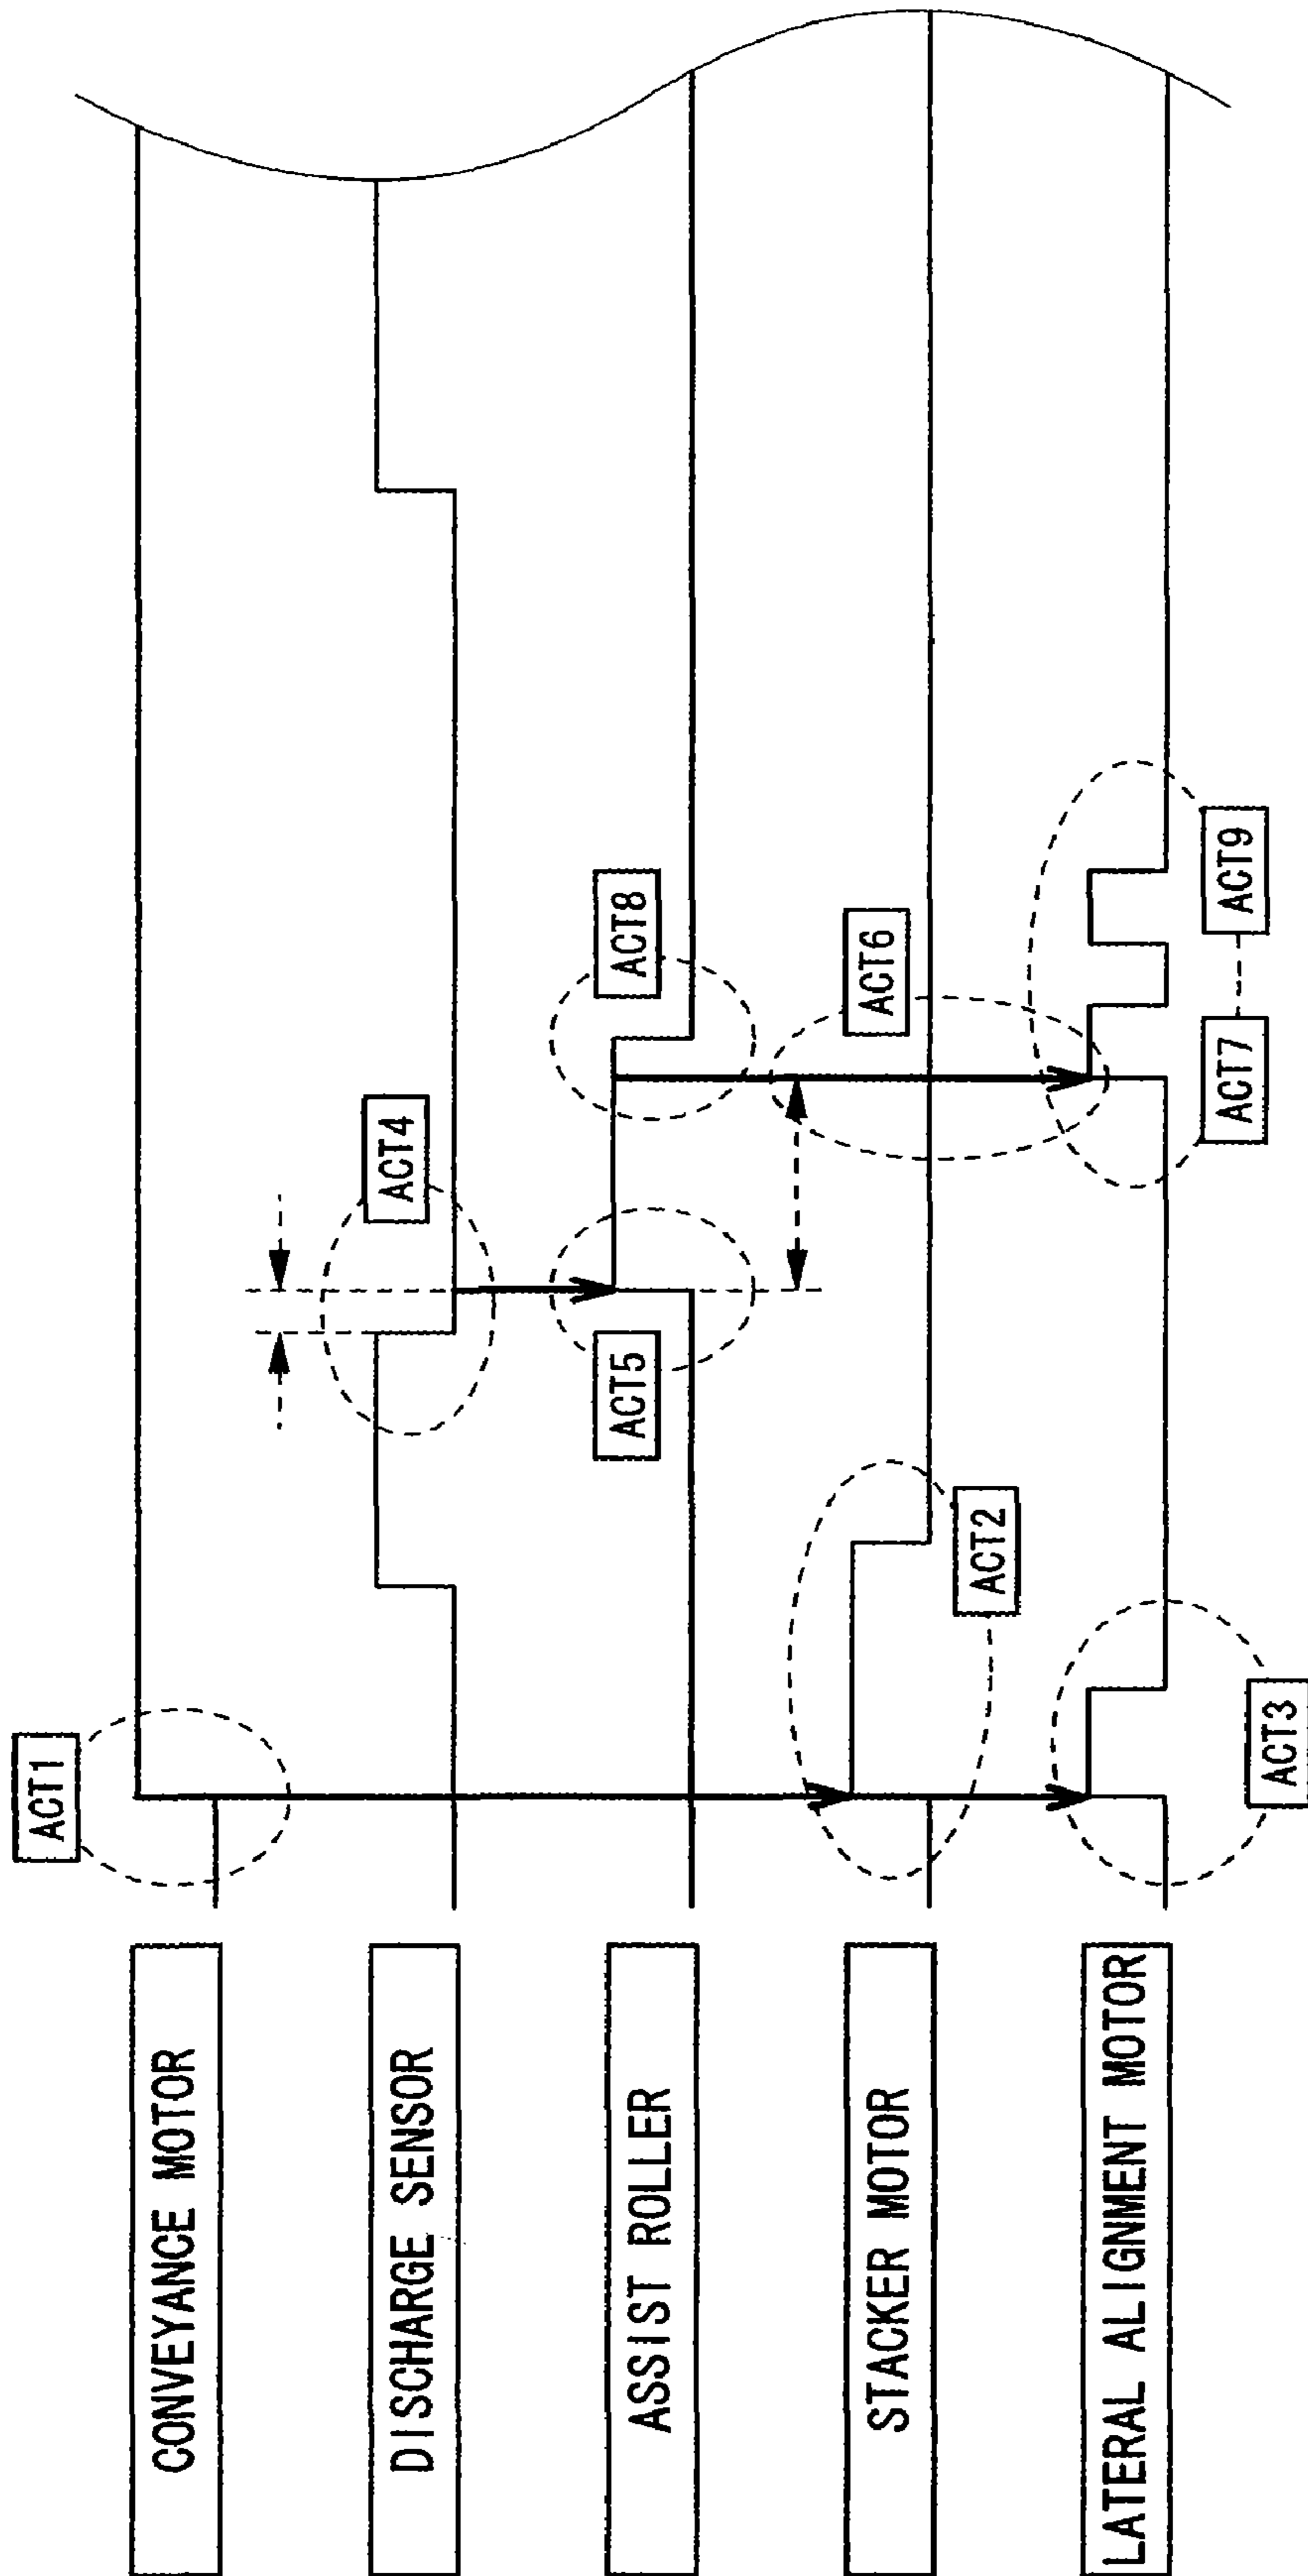 CONVEYANCE MOTOR
DISCHARGE SENSOR
ASSIST ROLLER
STACKER MOTOR
LATERAL ALIGNMENT MOTOR
ACT1
ACT2
ACT3
ACT4
ACT5
ACT6
ACT7
ACT8
ACT9